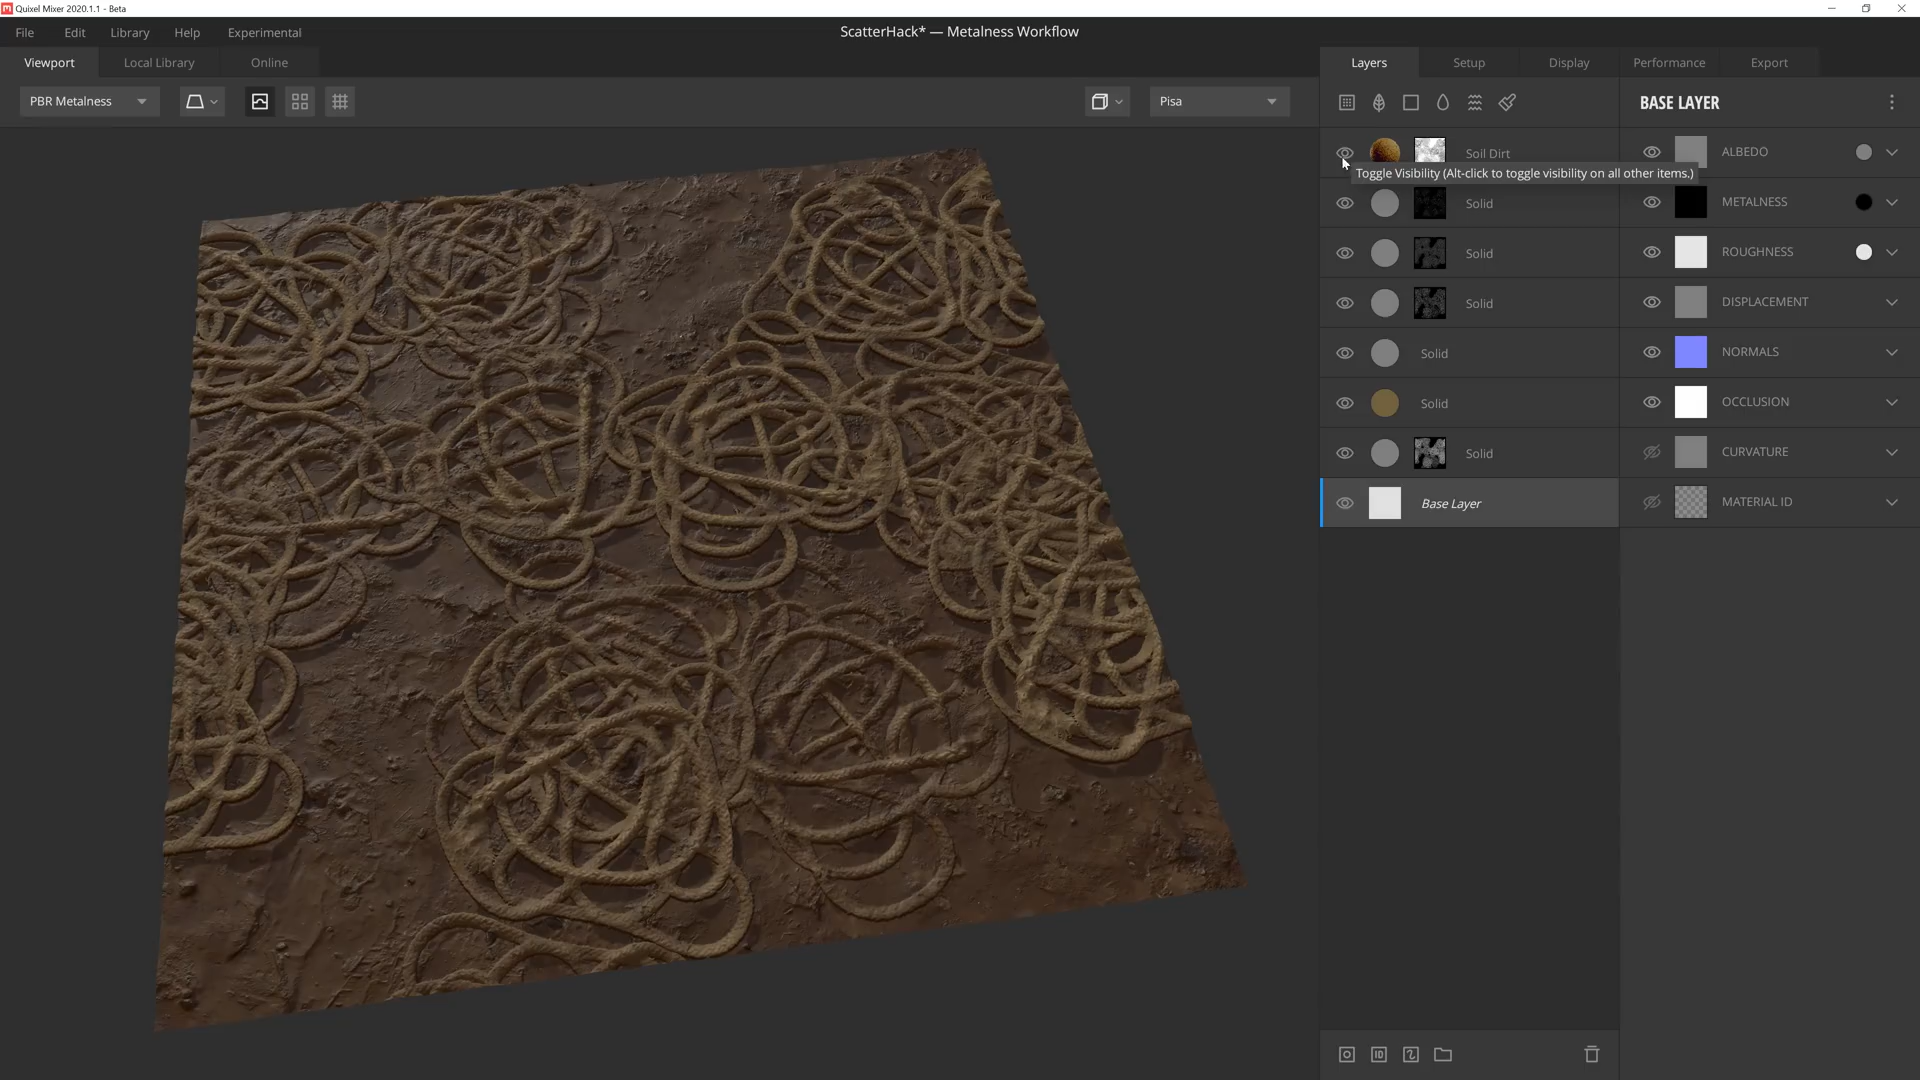 Quixel Mixer 2020.1.1 - Beta
File Edit Library Help Experimental
ScatterHack* — Metalness Workflow
Viewport Local Library Online
Layers Setup Display Performance Export
PBR Metalness
Pisa
BASE LAYER
Soil Dirt
Toggle Visibility (Alt-click to toggle visibility on all other items.)
Solid
Solid
Solid
Solid
Solid
Solid
Base Layer
ALBEDO
METALNESS
ROUGHNESS
DISPLACEMENT
NORMALS
OCCLUSION
CURVATURE
MATERIAL ID
ID